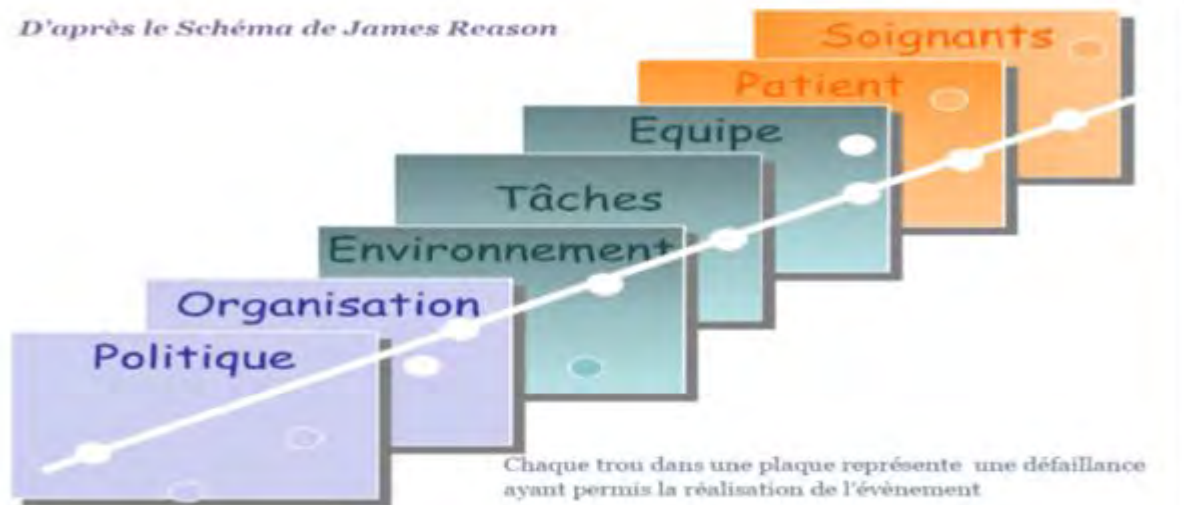 D'après le Schéma de James Reason
Soignants
Patient
Equipe
Tâches
Environnement
Organisation
Politique
Chaque trou dans une plaque représente une défaillance
ayant permis la réalisation de l'évènement